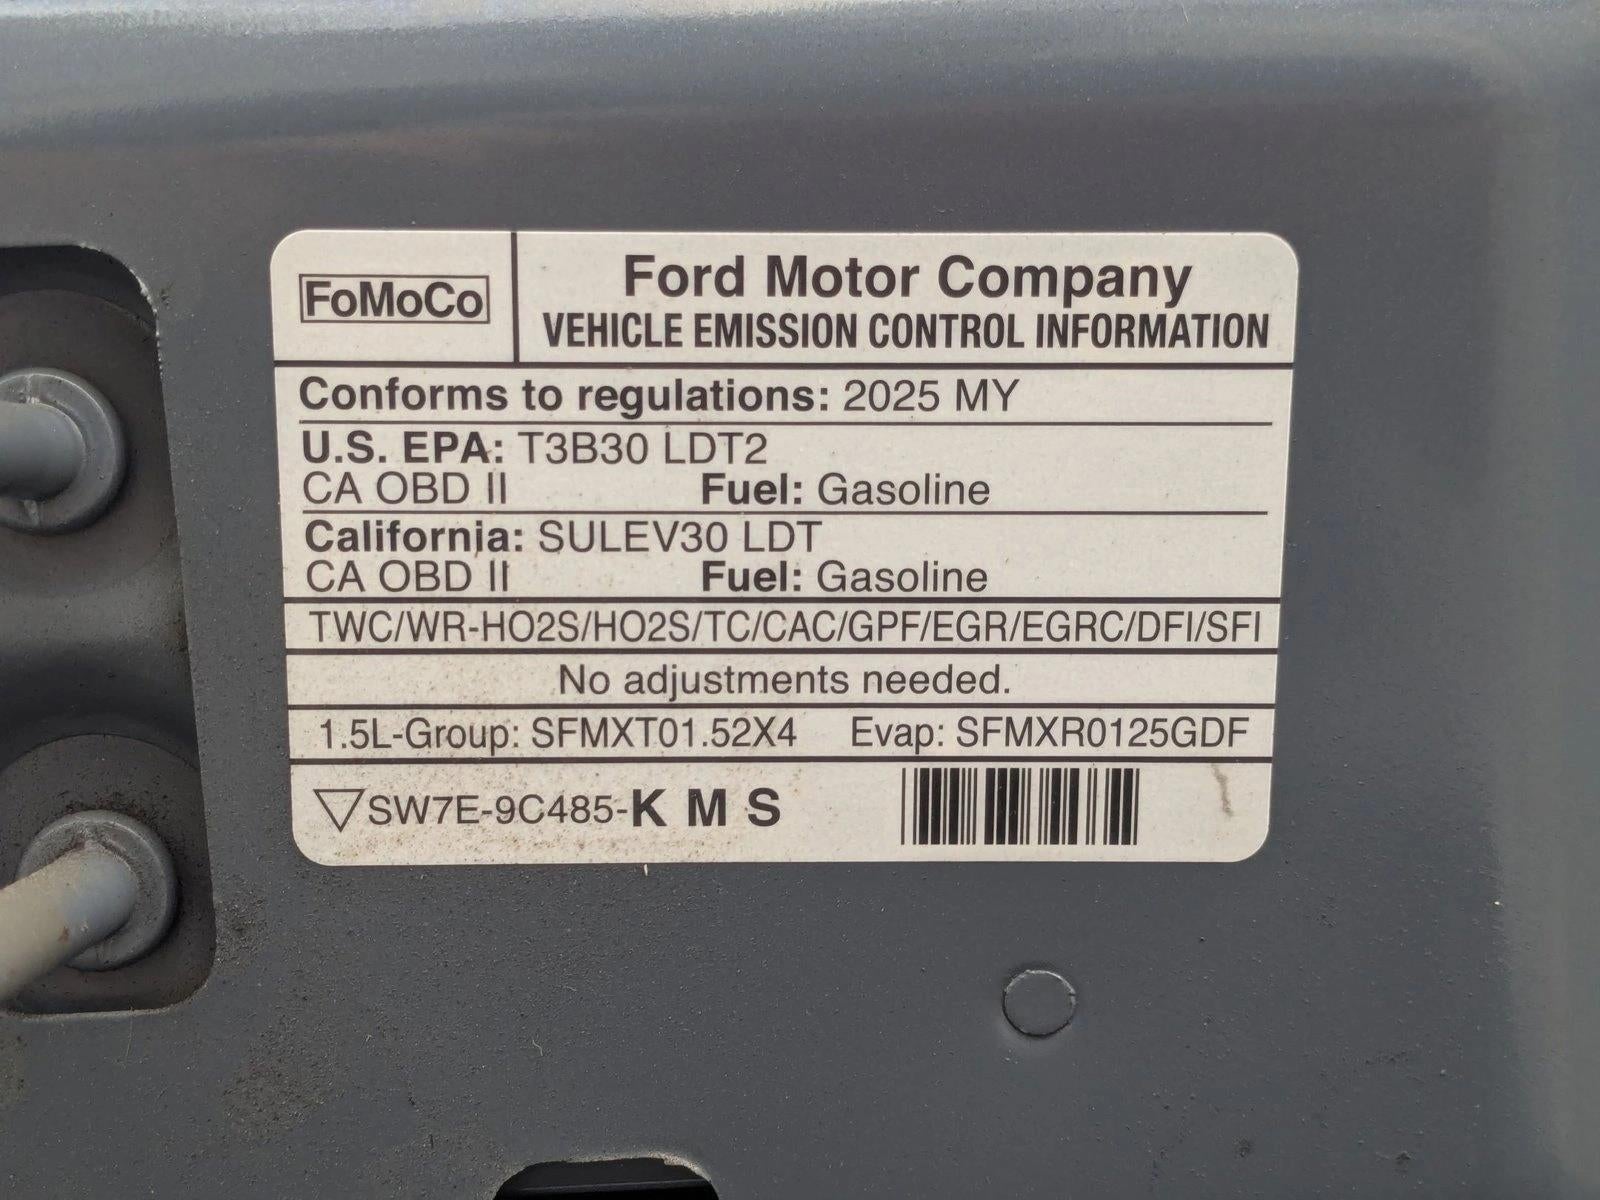 FoMoCo
Ford Motor Company
VEHICLE EMISSION CONTROL INFORMATION
Conforms to regulations: 2025 MY
U.S. EPA: T3B30 LDT2
CA OBD II Fuel: Gasoline
California: SULEV30 LDT
CA OBD II Fuel: Gasoline
TWC/WR-HO2S/HO2S/TC/CAC/GPF/EGR/EGRC/DFI/SFI
No adjustments needed.
1.5L-Group: SFMXT01.52X4 Evap: SFMXR0125GDF
SW7E-9C485-K M S